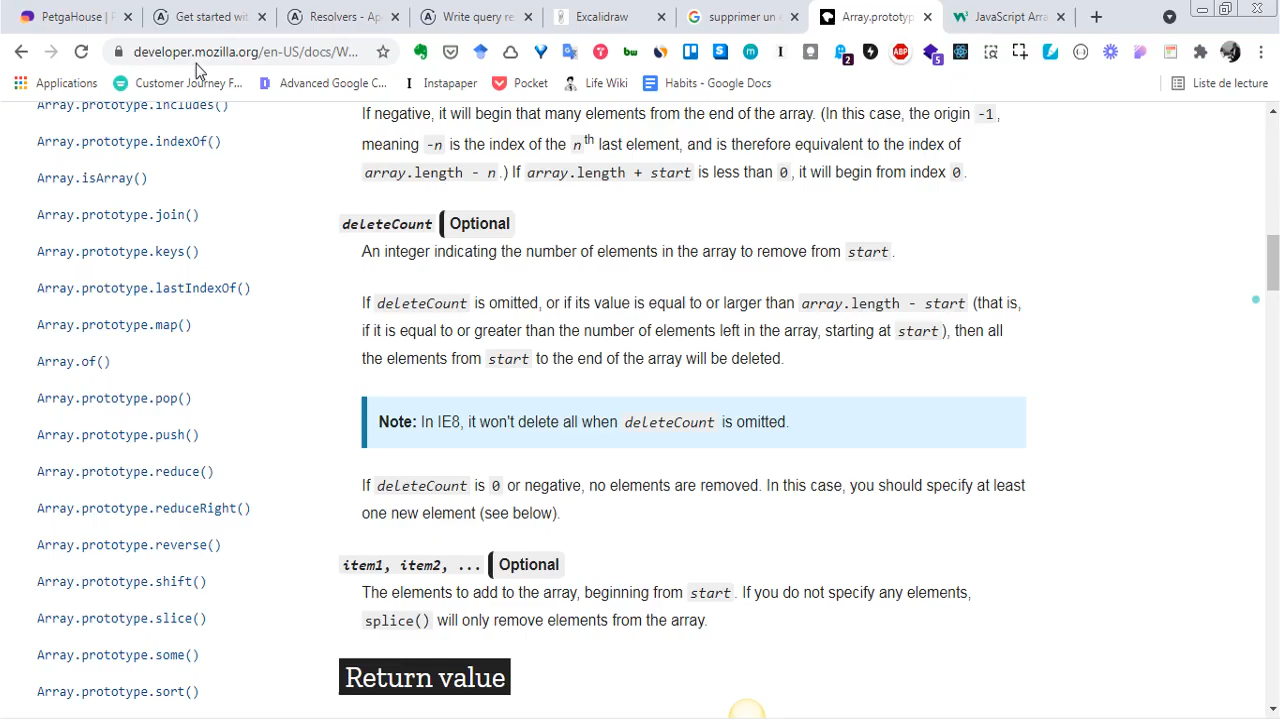 PetgaHouse | P
Get started wit
Resolvers - Ap
Write query re
Excalidraw
supprimer un é
Array.prototyp
JavaScript Arra
developer.mozilla.org/en-US/docs/W...
Applications
Customer Journey F...
Advanced Google C...
Instapaper
Pocket
Life Wiki
Habits - Google Docs
Liste de lecture
Array.prototype.includes()
Array.prototype.indexOf()
Array.isArray()
Array.prototype.join()
Array.prototype.keys()
Array.prototype.lastIndexOf()
Array.prototype.map()
Array.of()
Array.prototype.pop()
Array.prototype.push()
Array.prototype.reduce()
Array.prototype.reduceRight()
Array.prototype.reverse()
Array.prototype.shift()
Array.prototype.slice()
Array.prototype.some()
Array.prototype.sort()
If negative, it will begin that many elements from the end of the array. (In this case, the origin -1,
meaning -n is the index of the nth last element, and is therefore equivalent to the index of
array.length - n.) If array.length + start is less than 0, it will begin from index 0.
deleteCount Optional
An integer indicating the number of elements in the array to remove from start.
If deleteCount is omitted, or if its value is equal to or larger than array.length - start (that is,
if it is equal to or greater than the number of elements left in the array, starting at start), then all
the elements from start to the end of the array will be deleted.
Note: In IE8, it won't delete all when deleteCount is omitted.
If deleteCount is 0 or negative, no elements are removed. In this case, you should specify at least
one new element (see below).
item1, item2, ... Optional
The elements to add to the array, beginning from start. If you do not specify any elements,
splice() will only remove elements from the array.
Return value